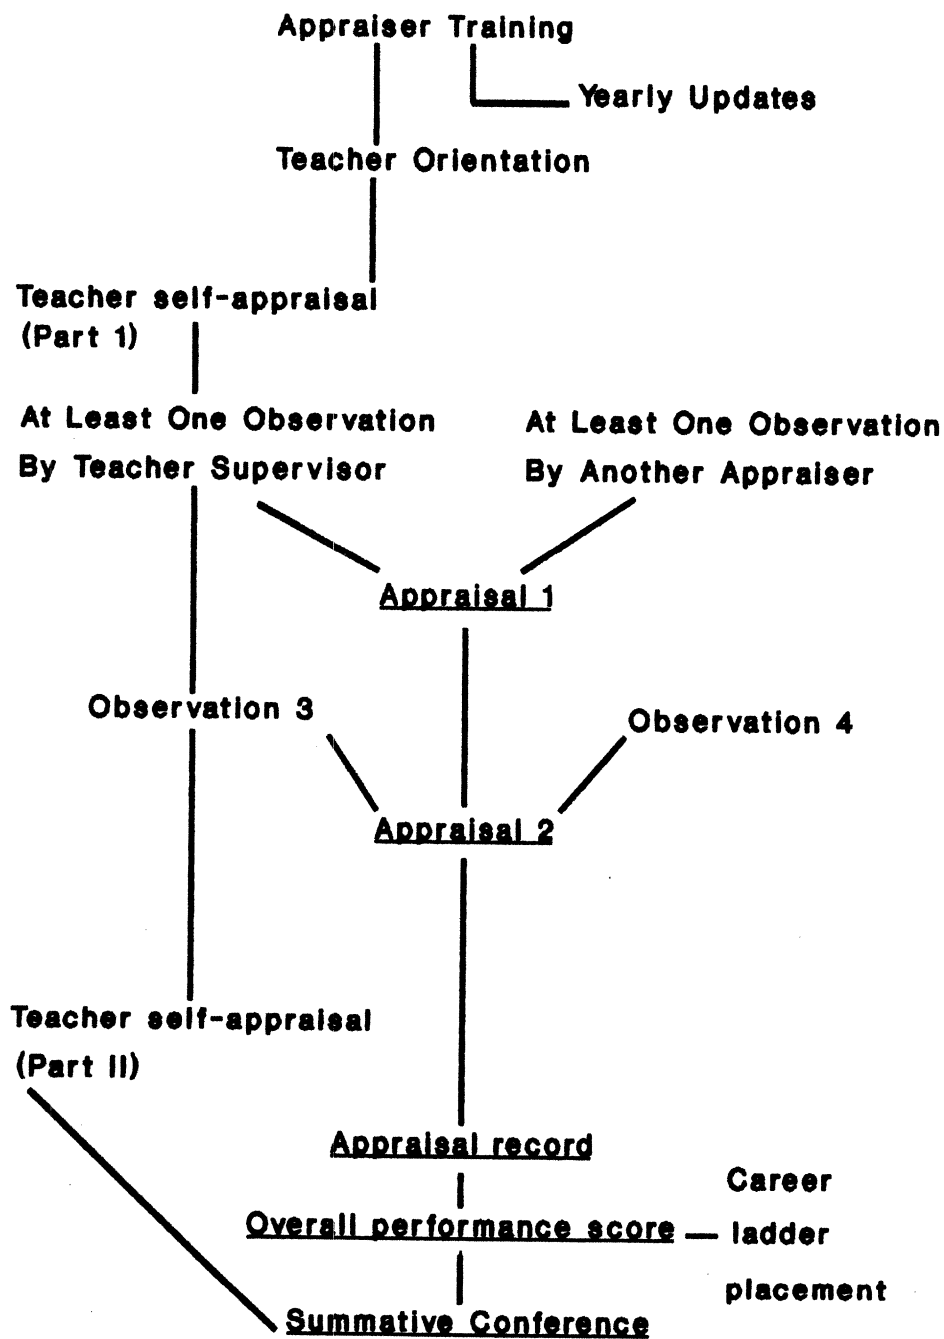 Appraiser Training
Yearly Updates
Teacher Orientation
Teacher self-appraisal
(Part 1)
At Least One Observation
By Teacher Supervisor
At Least One Observation
By Another Appraiser
Appraisal 1
Observation 3
Observation 4
Appraisal 2
Teacher self-appraisal
(Part II)
Appraisal record
Career
Overall performance score — ladder
placement
Summative Conference